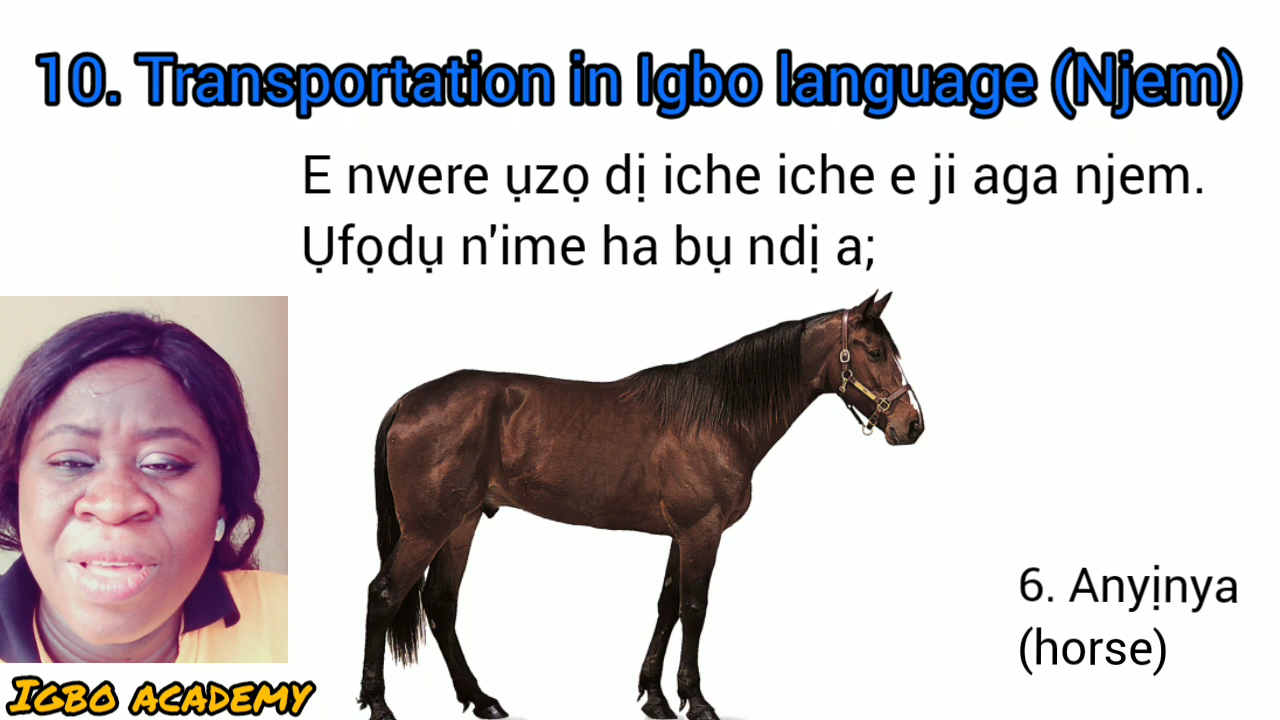 10. Transportation in Igbo language (Njem)
E nwere ụzọ dị iche iche e ji aga njem.
Ụfọdụ n'ime ha bụ ndị a;
6. Anyịnya
(horse)
IGBO ACADEMY